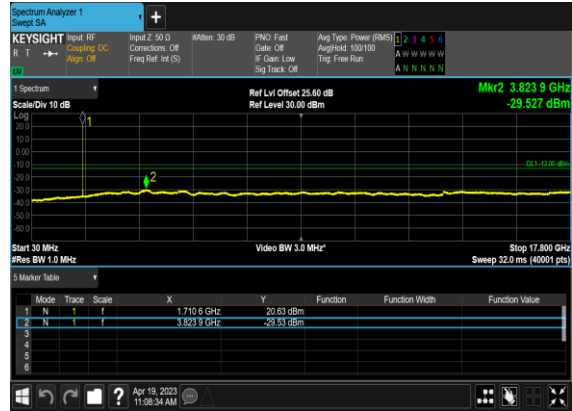 Spectrum Analyzer 1
Swept SA
+
KEYSIGHT Input: RF Input Z: 50 Ω #Atten: 30 dB PNO: Fast Avg Type: Power (RMS) 1 2 3 4 5 6
R T Coupling: DC Corrections: Off Gate: Off Avg|Hold: 100/100 A W W W W W
Align: Off Freq Ref: Int (S) IF Gain: Low Trig: Free Run
Sig Track: Off A N N N N N
1 Spectrum Ref Lvl Offset 25.60 dB Mkr2 3.823 9 GHz
Scale/Div 10 dB Ref Level 30.00 dBm -29.527 dBm
Log
20.0
10.0
0.00
-10.0
-20.0
-30.0
-40.0
-50.0
-60.0
1
2
DL1 -13.00 dBm
Start 30 MHz Video BW 3.0 MHz* Stop 17.800 GHz
#Res BW 1.0 MHz Sweep 32.0 ms (40001 pts)
5 Marker Table
Mode Trace Scale X Y Function Function Width Function Value
1 N 1 f 1.710 6 GHz 20.63 dBm
2 N 1 f 3.823 9 GHz -29.53 dBm
3
4
5
6
? Apr 19, 2023
11:08:34 AM